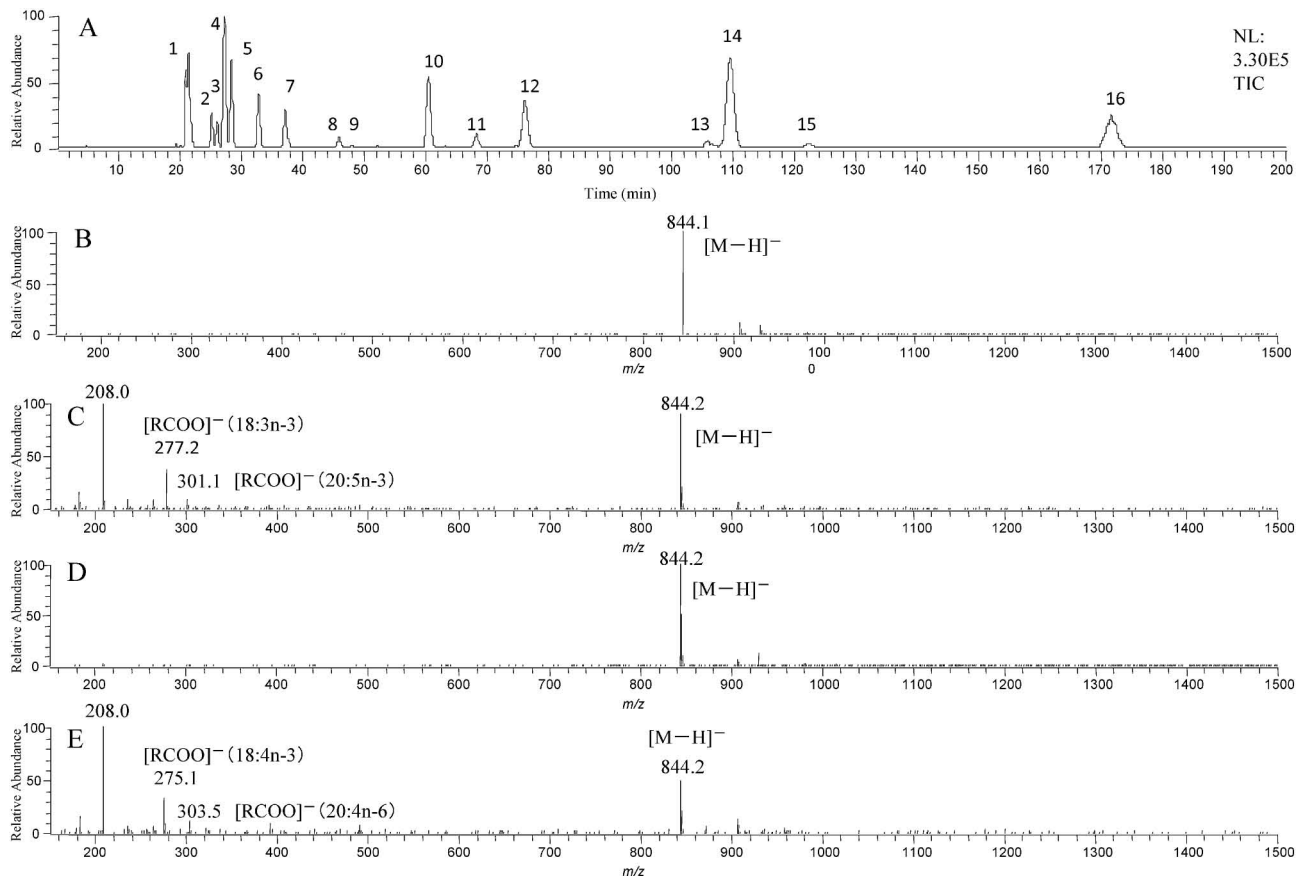 A
NL:
3.30E5
TIC
Relative Abundance
100
50
0
1
2
3
4
5
6
7
8
9
10
11
12
13
14
15
16
10 20 30 40 50 60 70 80 90 100 110 120 130 140 150 160 170 180 190 200
Time (min)
B
844.1
[M−H]⁻
Relative Abundance
100
50
0
200 300 400 500 600 700 800 900 100 1100 1200 1300 1400 1500
0
m/z
C
208.0
[RCOO]⁻ (18:3n-3)
277.2
301.1 [RCOO]⁻ (20:5n-3)
844.2
[M−H]⁻
Relative Abundance
100
50
0
200 300 400 500 600 700 800 900 1000 1100 1200 1300 1400 1500
m/z
D
844.2
[M−H]⁻
Relative Abundance
100
50
0
200 300 400 500 600 700 800 900 1000 1100 1200 1300 1400 1500
m/z
E
208.0
[RCOO]⁻ (18:4n-3)
275.1
303.5 [RCOO]⁻ (20:4n-6)
[M−H]⁻
844.2
Relative Abundance
100
50
0
200 300 400 500 600 700 800 900 1000 1100 1200 1300 1400 1500
m/z